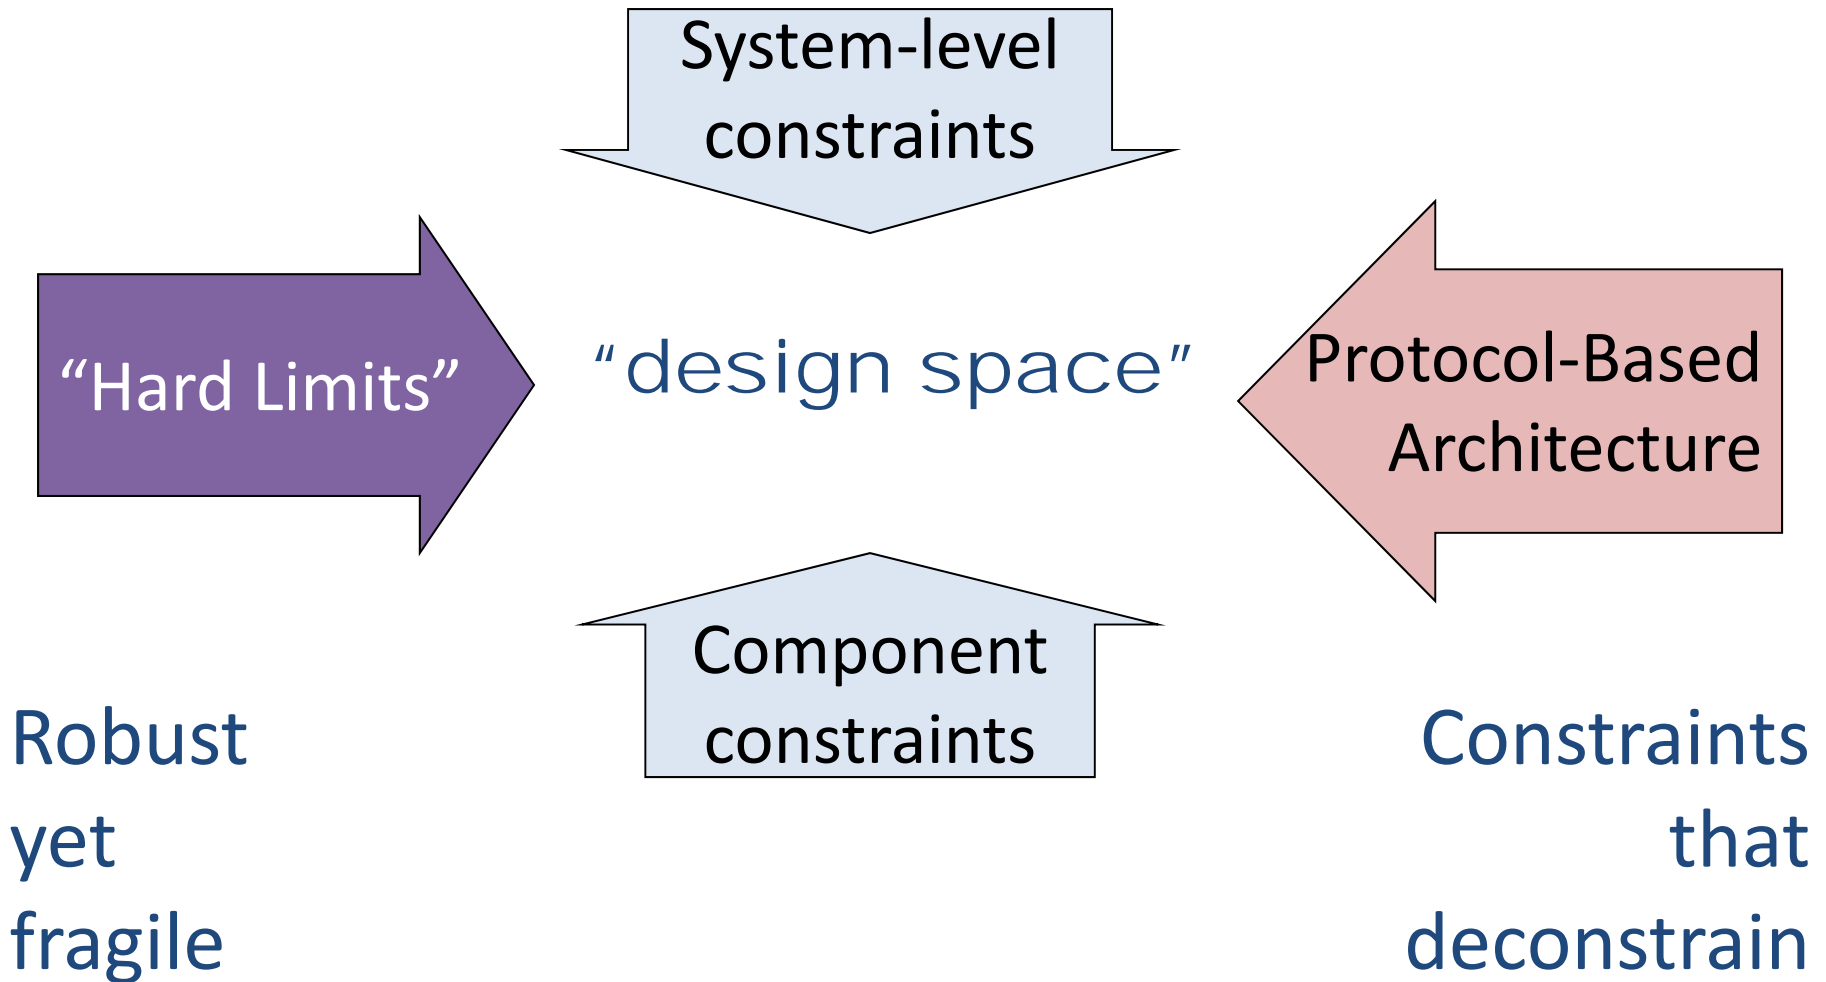 System-level
constraints
“Hard Limits”
“design space”
Protocol-Based
Architecture
Component
constraints
Robust
yet
fragile
Constraints
that
deconstrain